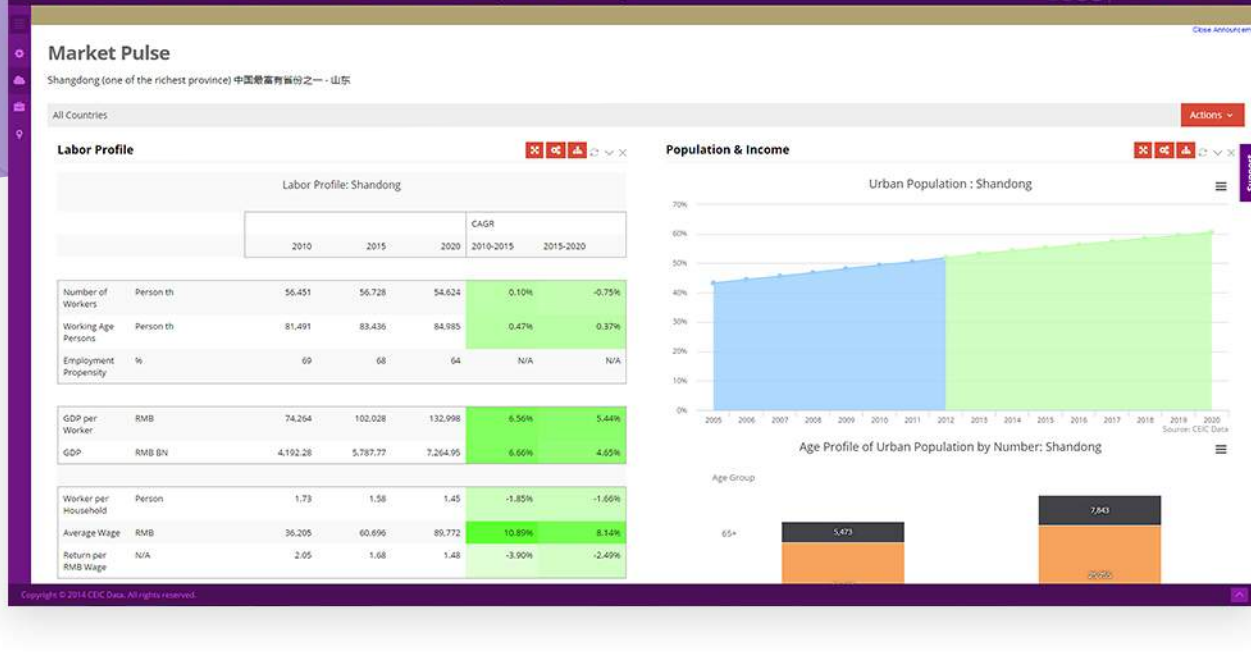 Close Announcem
Market Pulse
Shangdong (one of the richest province) 中国最富有省份之一 - 山东
All Countries
Actions
Support
Labor Profile
Labor Profile: Shandong
CAGR
2010 2015 2020 2010-2015 2015-2020
Number of Workers Person th 56,451 56,728 54,624 0.10% -0.75%
Working Age Persons Person th 81,491 83,436 84,985 0.47% 0.37%
Employment Propensity % 69 68 64 N/A N/A
GDP per Worker RMB 74,264 102,028 132,998 6.56% 5.44%
GDP RMB BN 4,192.28 5,787.77 7,264.95 6.66% 4.65%
Worker per Household Person 1.73 1.58 1.45 -1.85% -1.66%
Average Wage RMB 36,205 60,696 89,772 10.89% 8.14%
Return per RMB Wage N/A 2.05 1.68 1.48 -3.90% -2.49%
Population & Income
Urban Population : Shandong
70%
60%
50%
40%
30%
20%
10%
0%
2005 2006 2007 2008 2009 2010 2011 2012 2013 2014 2015 2016 2017 2018 2019 2020
Source: CEIC Data
Age Profile of Urban Population by Number: Shandong
Age Group
7,843
65+ 5,473
Copyright © 2014 CEIC Data. All rights reserved.